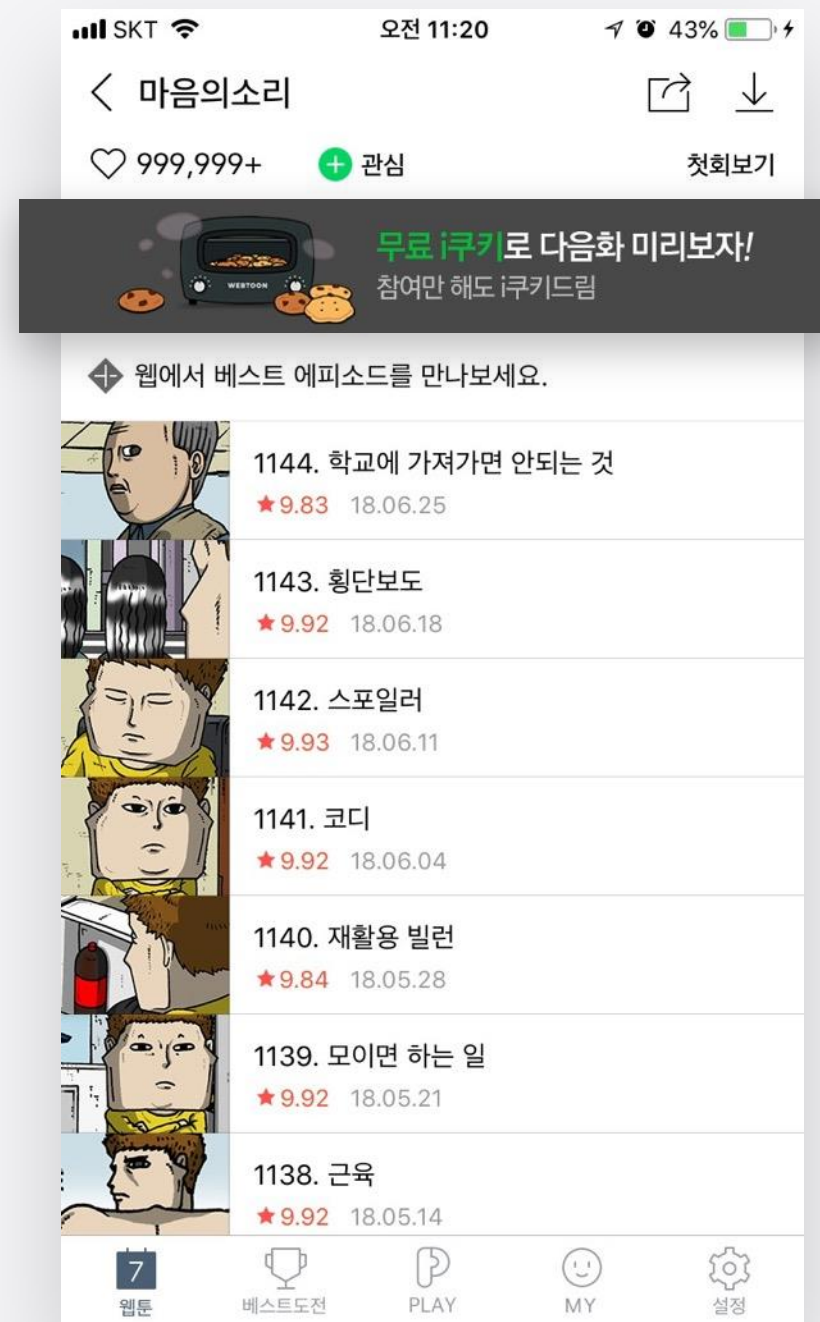 SKT 오전 11:20 43%
마음의소리
999,999+ 관심 첫회보기
WEBTOON
무료 i쿠키로 다음화 미리보자!
참여만 해도 i쿠키드림
웹에서 베스트 에피소드를 만나보세요.
1144. 학교에 가져가면 안되는 것
★9.83 18.06.25
1143. 횡단보도
★9.92 18.06.18
1142. 스포일러
★9.93 18.06.11
1141. 코디
★9.92 18.06.04
1140. 재활용 빌런
★9.84 18.05.28
1139. 모이면 하는 일
★9.92 18.05.21
1138. 근육
★9.92 18.05.14
7
웹툰 베스트도전 PLAY MY 설정